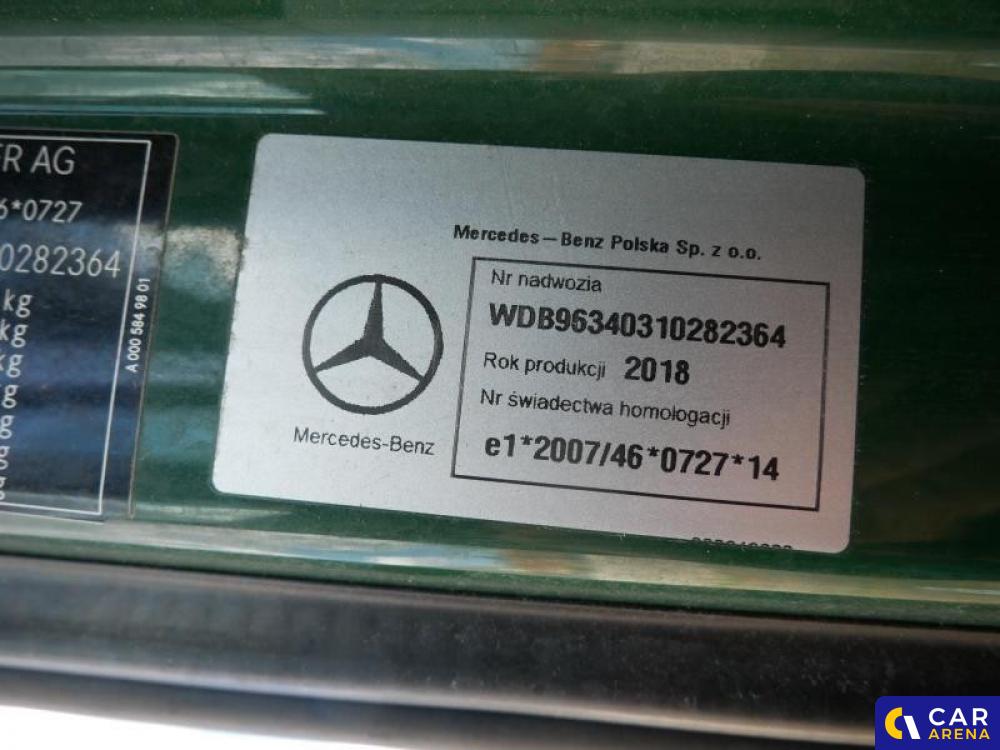 ER AG
6*0727
0282364
kg
kg
kg
kg
A 000 584 98 01
Mercedes-Benz Polska Sp. z o.o.
Nr nadwozia
WDB96340310282364
Rok produkcji 2018
Nr świadectwa homologacji
e1*2007/46*0727*14
Mercedes-Benz
CAR
ARENA